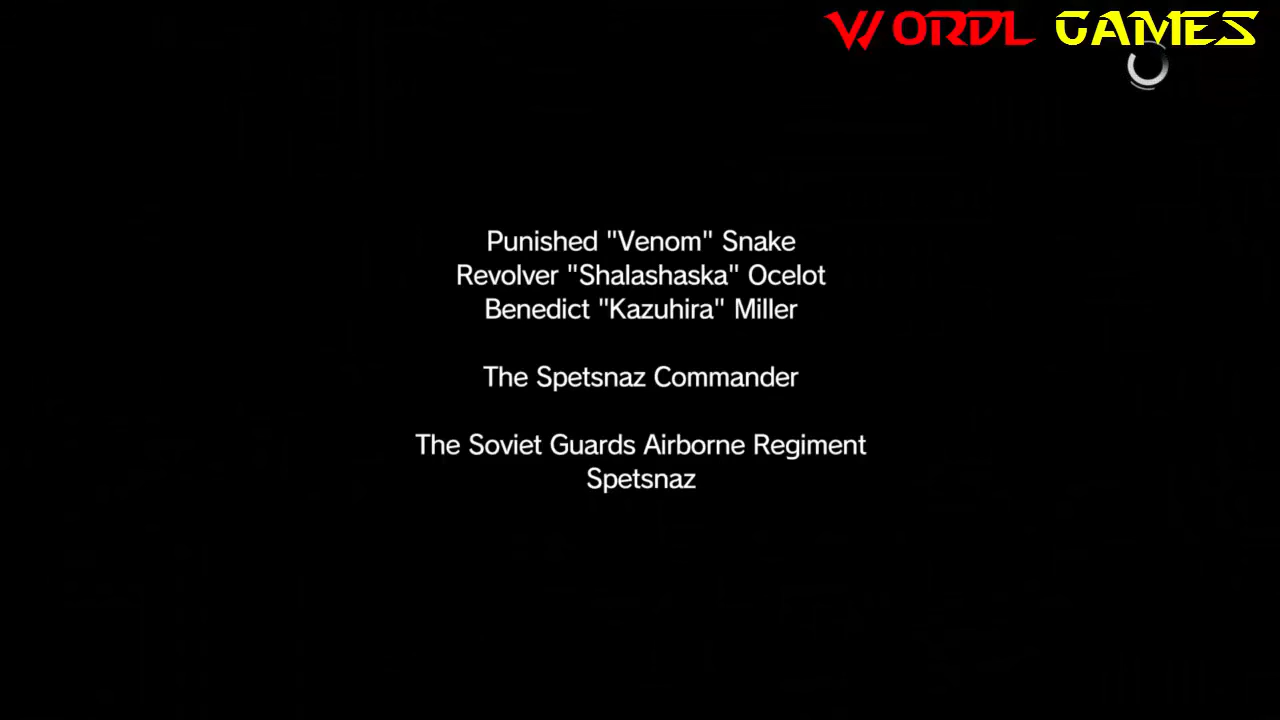 WORDL GAMES
Punished "Venom" Snake
Revolver "Shalashaska" Ocelot
Benedict "Kazuhira" Miller
The Spetsnaz Commander
The Soviet Guards Airborne Regiment
Spetsnaz